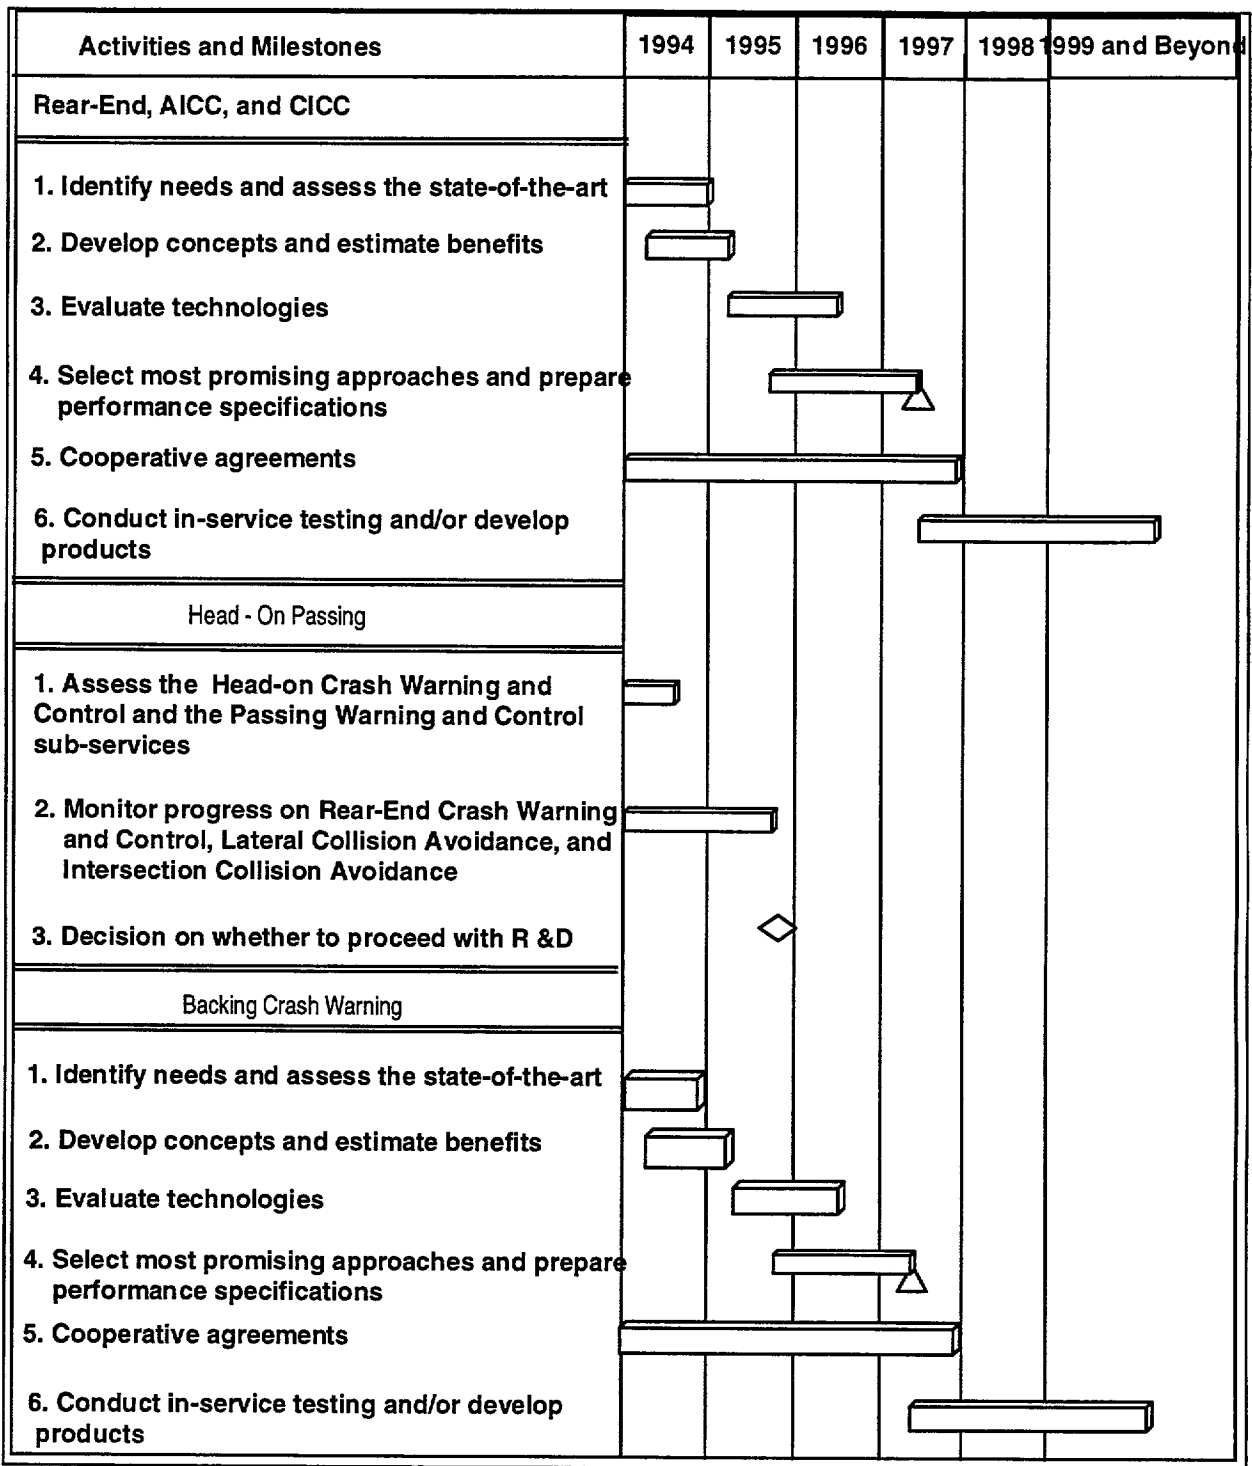 Activities and Milestones 1994 1995 1996 1997 1998 1999 and Beyond
Rear-End, AICC, and CICC
1. Identify needs and assess the state-of-the-art
2. Develop concepts and estimate benefits
3. Evaluate technologies
4. Select most promising approaches and prepare
performance specifications
5. Cooperative agreements
6. Conduct in-service testing and/or develop
products
Head - On Passing
1. Assess the Head-on Crash Warning and
Control and the Passing Warning and Control
sub-services
2. Monitor progress on Rear-End Crash Warning
and Control, Lateral Collision Avoidance, and
Intersection Collision Avoidance
3. Decision on whether to proceed with R &D
Backing Crash Warning
1. Identify needs and assess the state-of-the-art
2. Develop concepts and estimate benefits
3. Evaluate technologies
4. Select most promising approaches and prepare
performance specifications
5. Cooperative agreements
6. Conduct in-service testing and/or develop
products